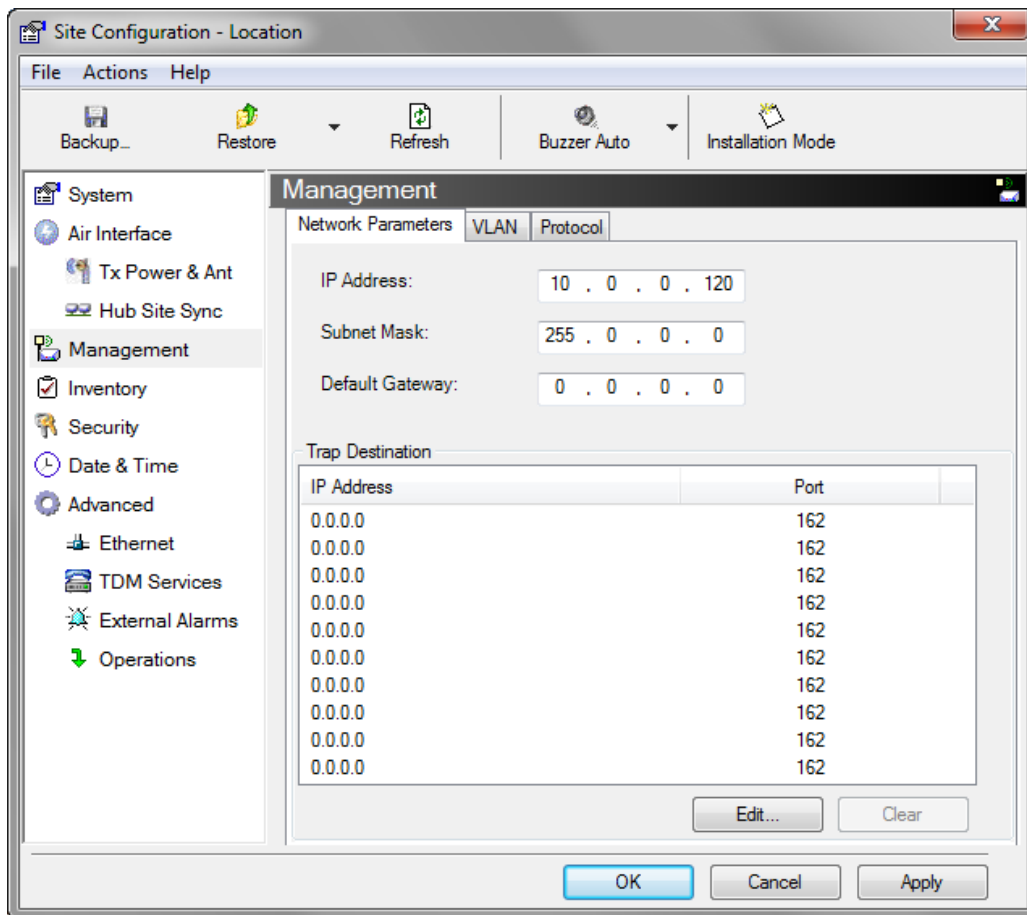 Site Configuration - Location
File Actions Help
Backup... Restore Refresh Buzzer Auto Installation Mode
System
Air Interface
Tx Power & Ant
Hub Site Sync
Management
Inventory
Security
Date & Time
Advanced
Ethernet
TDM Services
External Alarms
Operations
Management
Network Parameters VLAN Protocol
IP Address: 10 . 0 . 0 . 120
Subnet Mask: 255 . 0 . 0 . 0
Default Gateway: 0 . 0 . 0 . 0
Trap Destination
IP Address Port
0.0.0.0 162
0.0.0.0 162
0.0.0.0 162
0.0.0.0 162
0.0.0.0 162
0.0.0.0 162
0.0.0.0 162
0.0.0.0 162
0.0.0.0 162
0.0.0.0 162
Edit... Clear
OK Cancel Apply